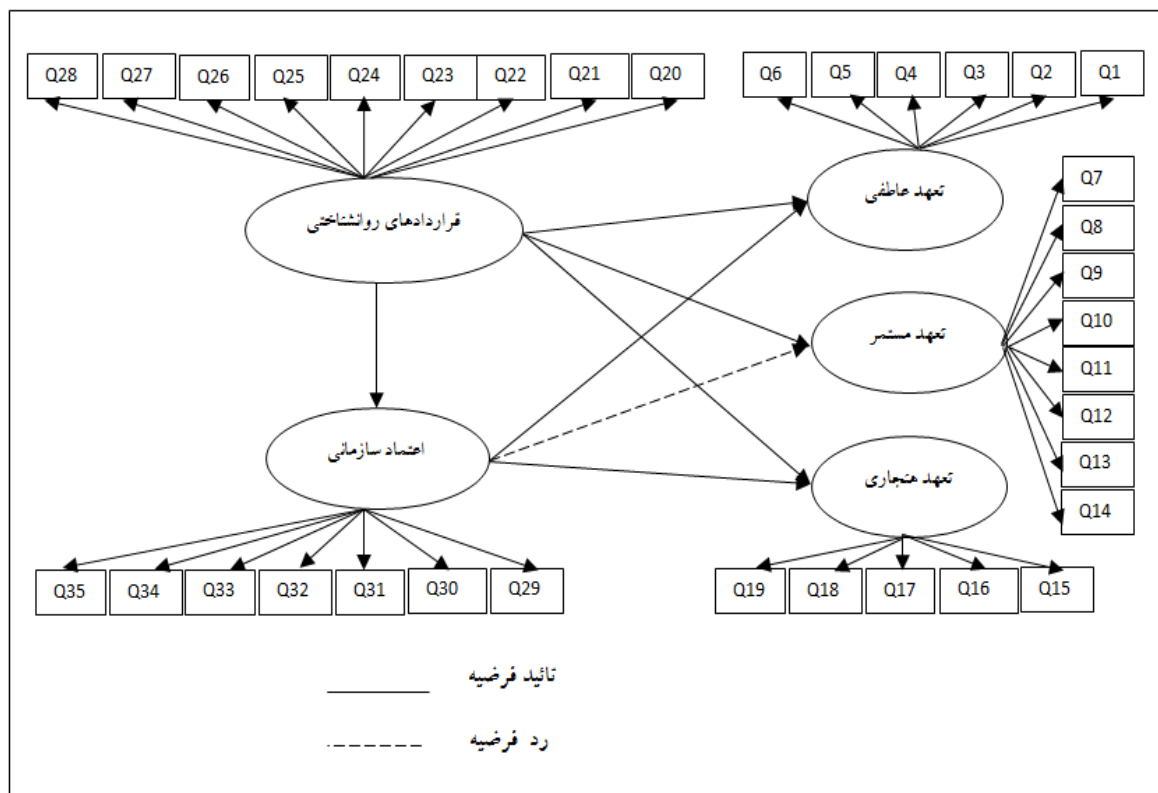 Q28 Q27 Q26 Q25 Q24 Q23 Q22 Q21 Q20
Q6 Q5 Q4 Q3 Q2 Q1
قراردادهای روانشناختی
تعهد عاطفی
Q7
Q8
Q9
Q10
Q11
Q12
Q13
Q14
تعهد مستمر
اعتماد سازمانی
تعهد هنجاری
Q35 Q34 Q33 Q32 Q31 Q30 Q29
Q19 Q18 Q17 Q16 Q15
تائید فرضیه
رد فرضیه